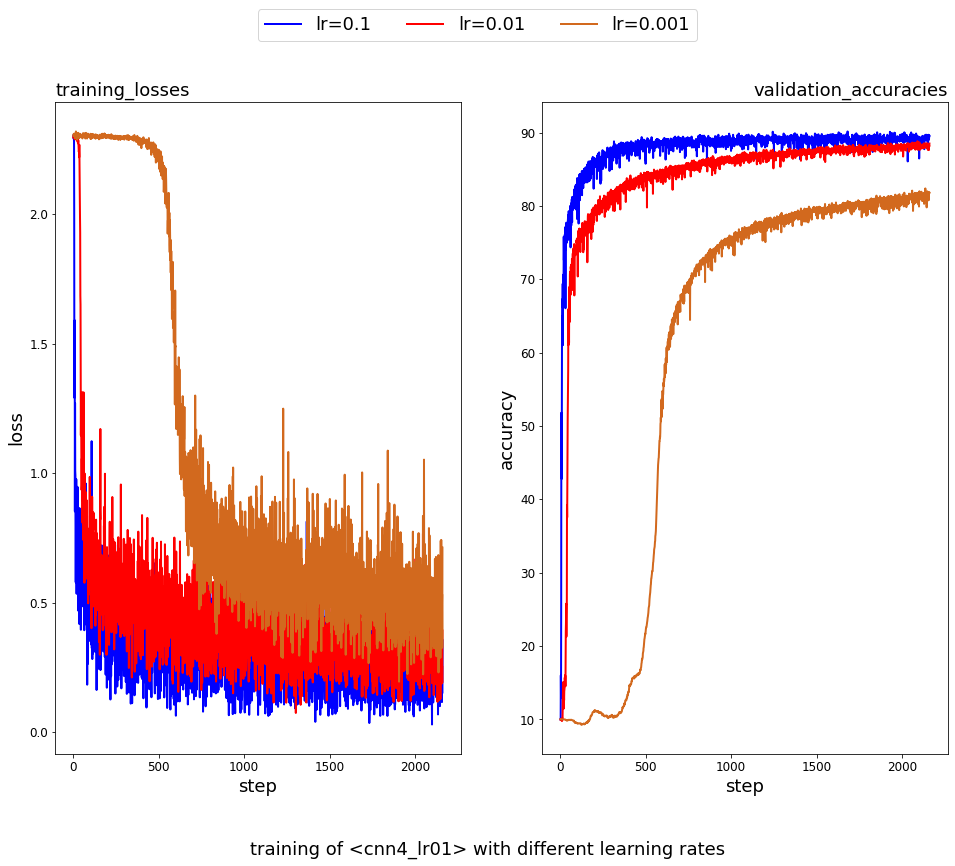 lr=0.1 lr=0.01 lr=0.001
training_losses
validation_accuracies
loss
2.0
1.5
1.0
0.5
0.0
0 500 1000 1500 2000
step
accuracy
90
80
70
60
50
40
30
20
10
0 500 1000 1500 2000
step
training of <cnn4_lr01> with different learning rates